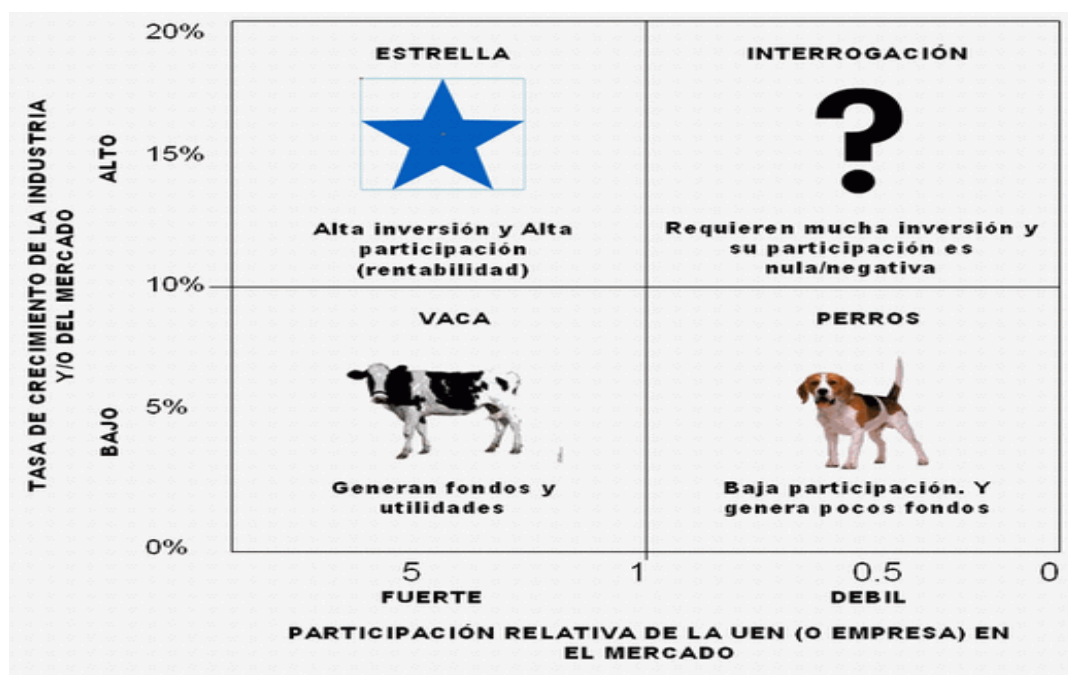 TASA DE CRECIMIENTO DE LA INDUSTRIA
Y/O DEL MERCADO
ALTO
BAJO
20%
15%
10%
5%
0%
ESTRELLA
Alta inversión y Alta
participación
(rentabilidad)
INTERROGACIÓN
?
Requieren mucha inversión y
su participación es
nula/negativa
VACA
Generan fondos y
utilidades
PERROS
Baja participación. Y
genera pocos fondos
5
1
0.5
0
FUERTE
DEBIL
PARTICIPACIÓN RELATIVA DE LA UEN (O EMPRESA) EN
EL MERCADO